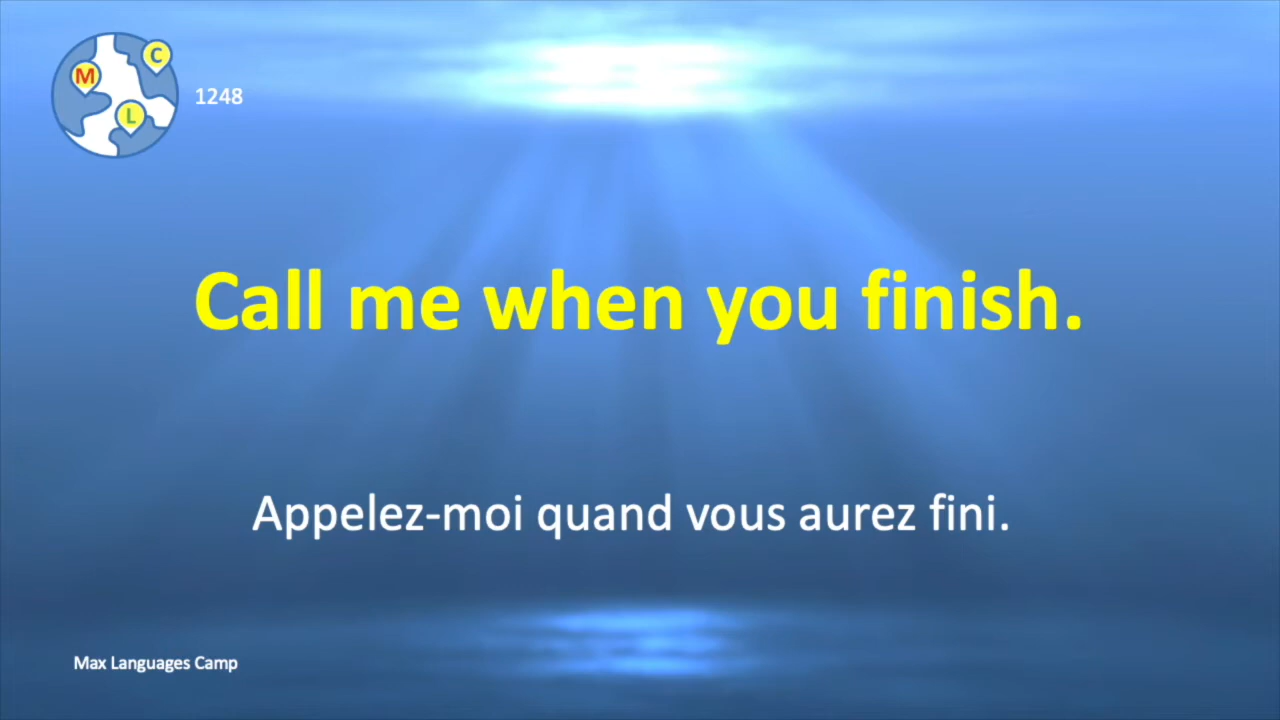 C
M
L
1248
Call me when you finish.
Appelez-moi quand vous aurez fini.
Max Languages Camp